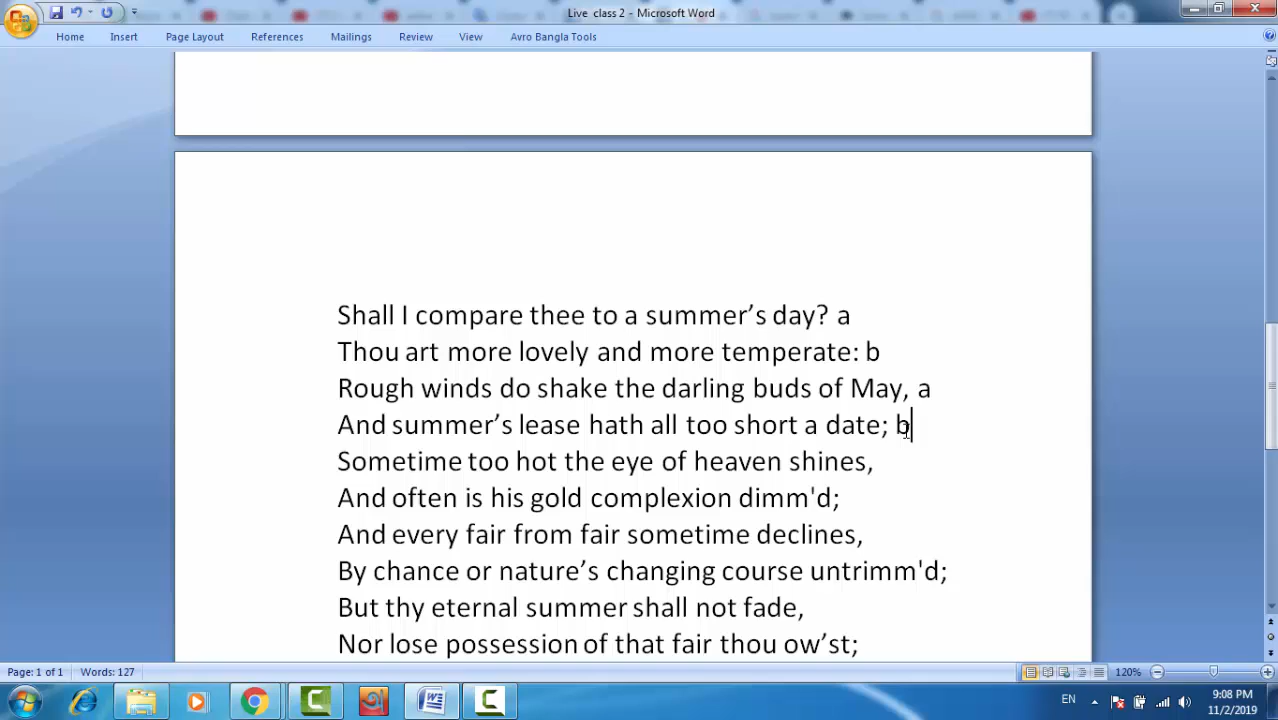 Live class 2 - Microsoft Word
Home Insert Page Layout References Mailings Review View Avro Bangla Tools
Shall I compare thee to a summer’s day? a
Thou art more lovely and more temperate: b
Rough winds do shake the darling buds of May, a
And summer’s lease hath all too short a date; b
Sometime too hot the eye of heaven shines,
And often is his gold complexion dimm'd;
And every fair from fair sometime declines,
By chance or nature’s changing course untrimm'd;
But thy eternal summer shall not fade,
Nor lose possession of that fair thou ow’st;
Page: 1 of 1 Words: 127 120%
EN 9:08 PM
11/2/2019